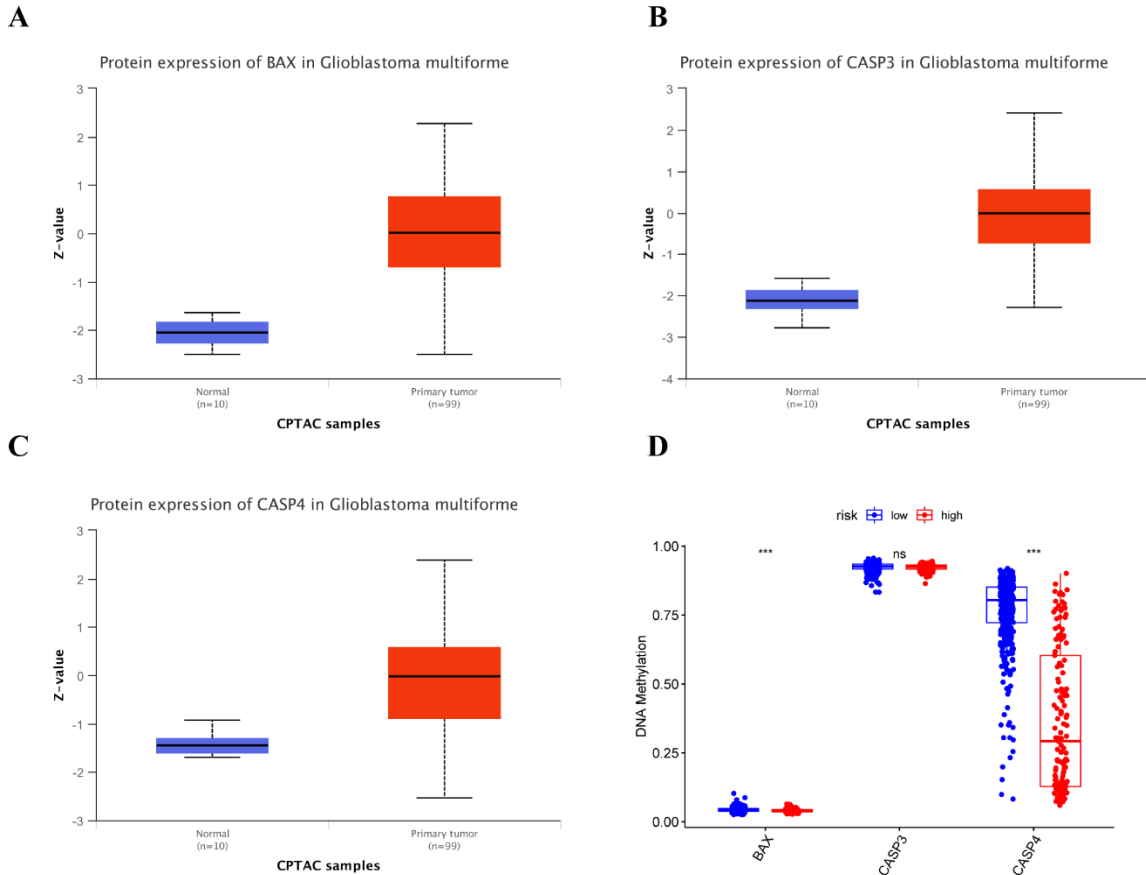 A
Protein expression of BAX in Glioblastoma multiforme
3
2
1
0
-1
-2
-3
Z-value
Normal
(n=10)
Primary tumor
(n=99)
CPTAC samples
B
Protein expression of CASP3 in Glioblastoma multiforme
3
2
1
0
-1
-2
-3
-4
Z-value
Normal
(n=10)
Primary tumor
(n=99)
CPTAC samples
C
Protein expression of CASP4 in Glioblastoma multiforme
3
2
1
0
-1
-2
-3
Z-value
Normal
(n=10)
Primary tumor
(n=99)
CPTAC samples
D
risk low high
*** ns ***
1.00
0.75
0.50
0.25
0.00
DNA Methylation
BAX
CASP3
CASP4